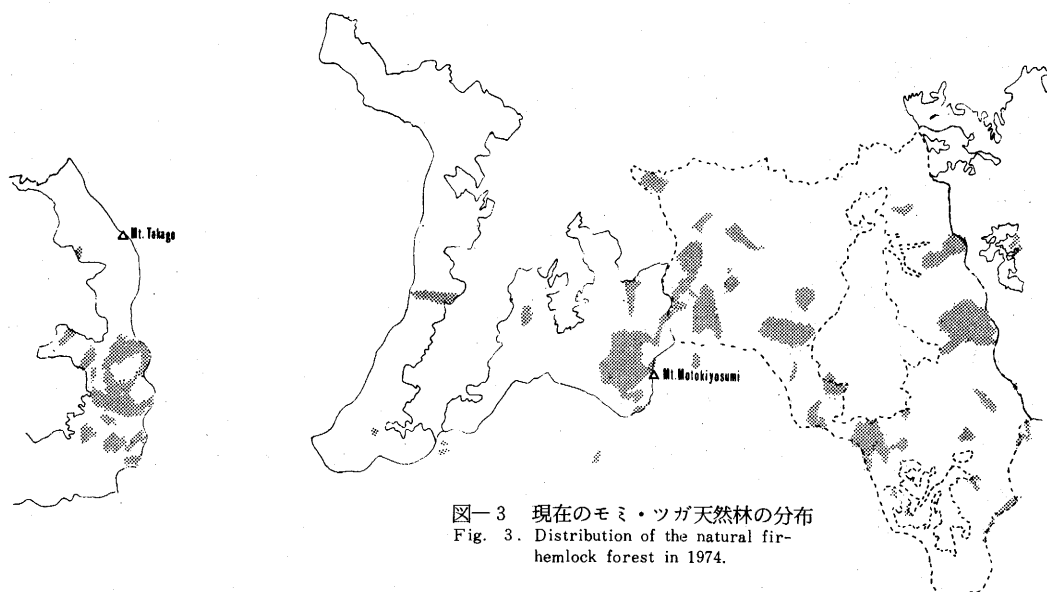 △Mt. Takago
△Mt. Motokiyosumi
図—3 現在のモミ・ツガ天然林の分布
Fig. 3. Distribution of the natural fir-
hemlock forest in 1974.